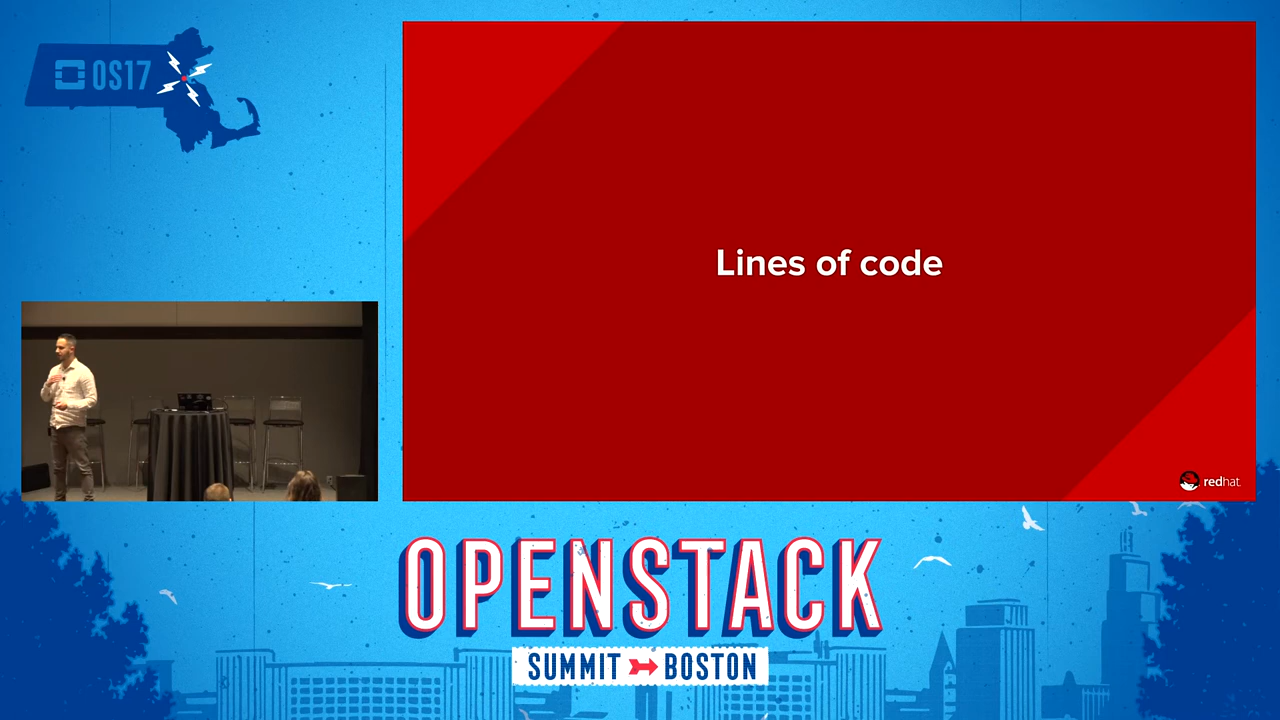 OS17
Lines of code
redhat.
OPENSTACK
SUMMIT BOSTON